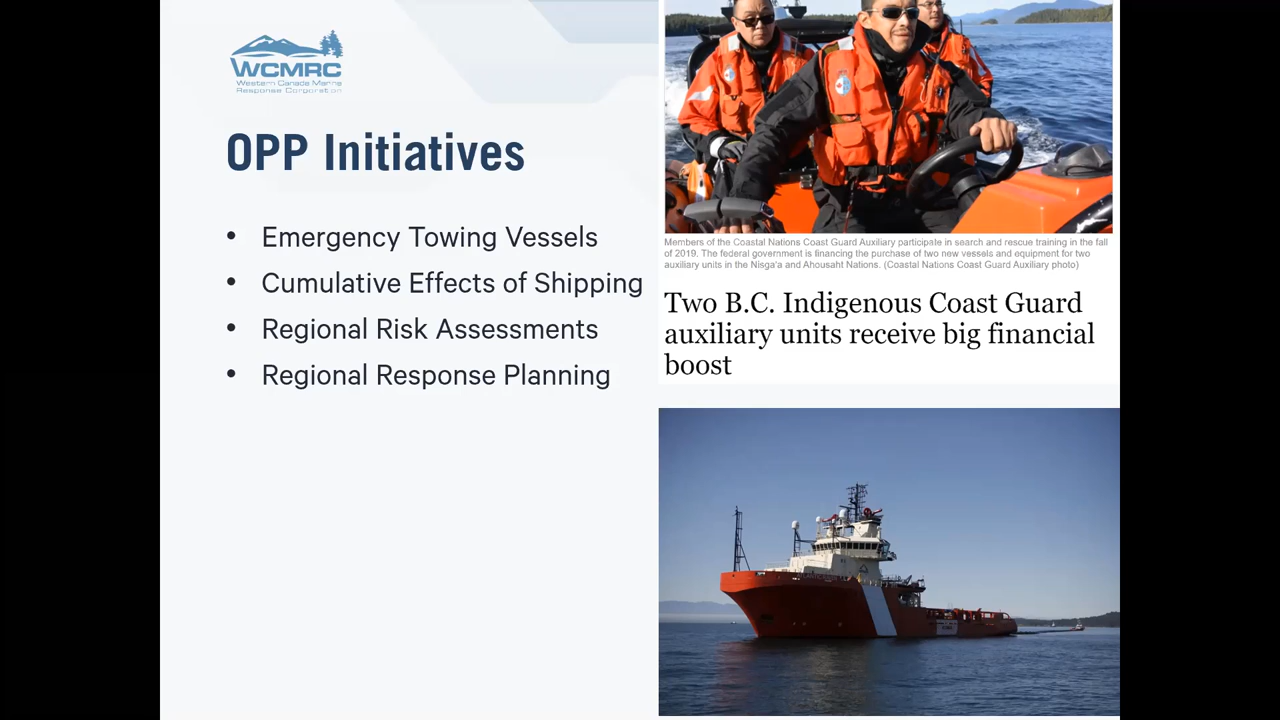 WCMRC
Western Canada Marine
Response Corporation
OPP Initiatives
• Emergency Towing Vessels
• Cumulative Effects of Shipping
• Regional Risk Assessments
• Regional Response Planning
Members of the Coastal Nations Coast Guard Auxiliary participate in search and rescue training in the fall
of 2019. The federal government is financing the purchase of two new vessels and equipment for two
auxiliary units in the Nisga'a and Ahousaht Nations. (Coastal Nations Coast Guard Auxiliary photo)
Two B.C. Indigenous Coast Guard
auxiliary units receive big financial
boost